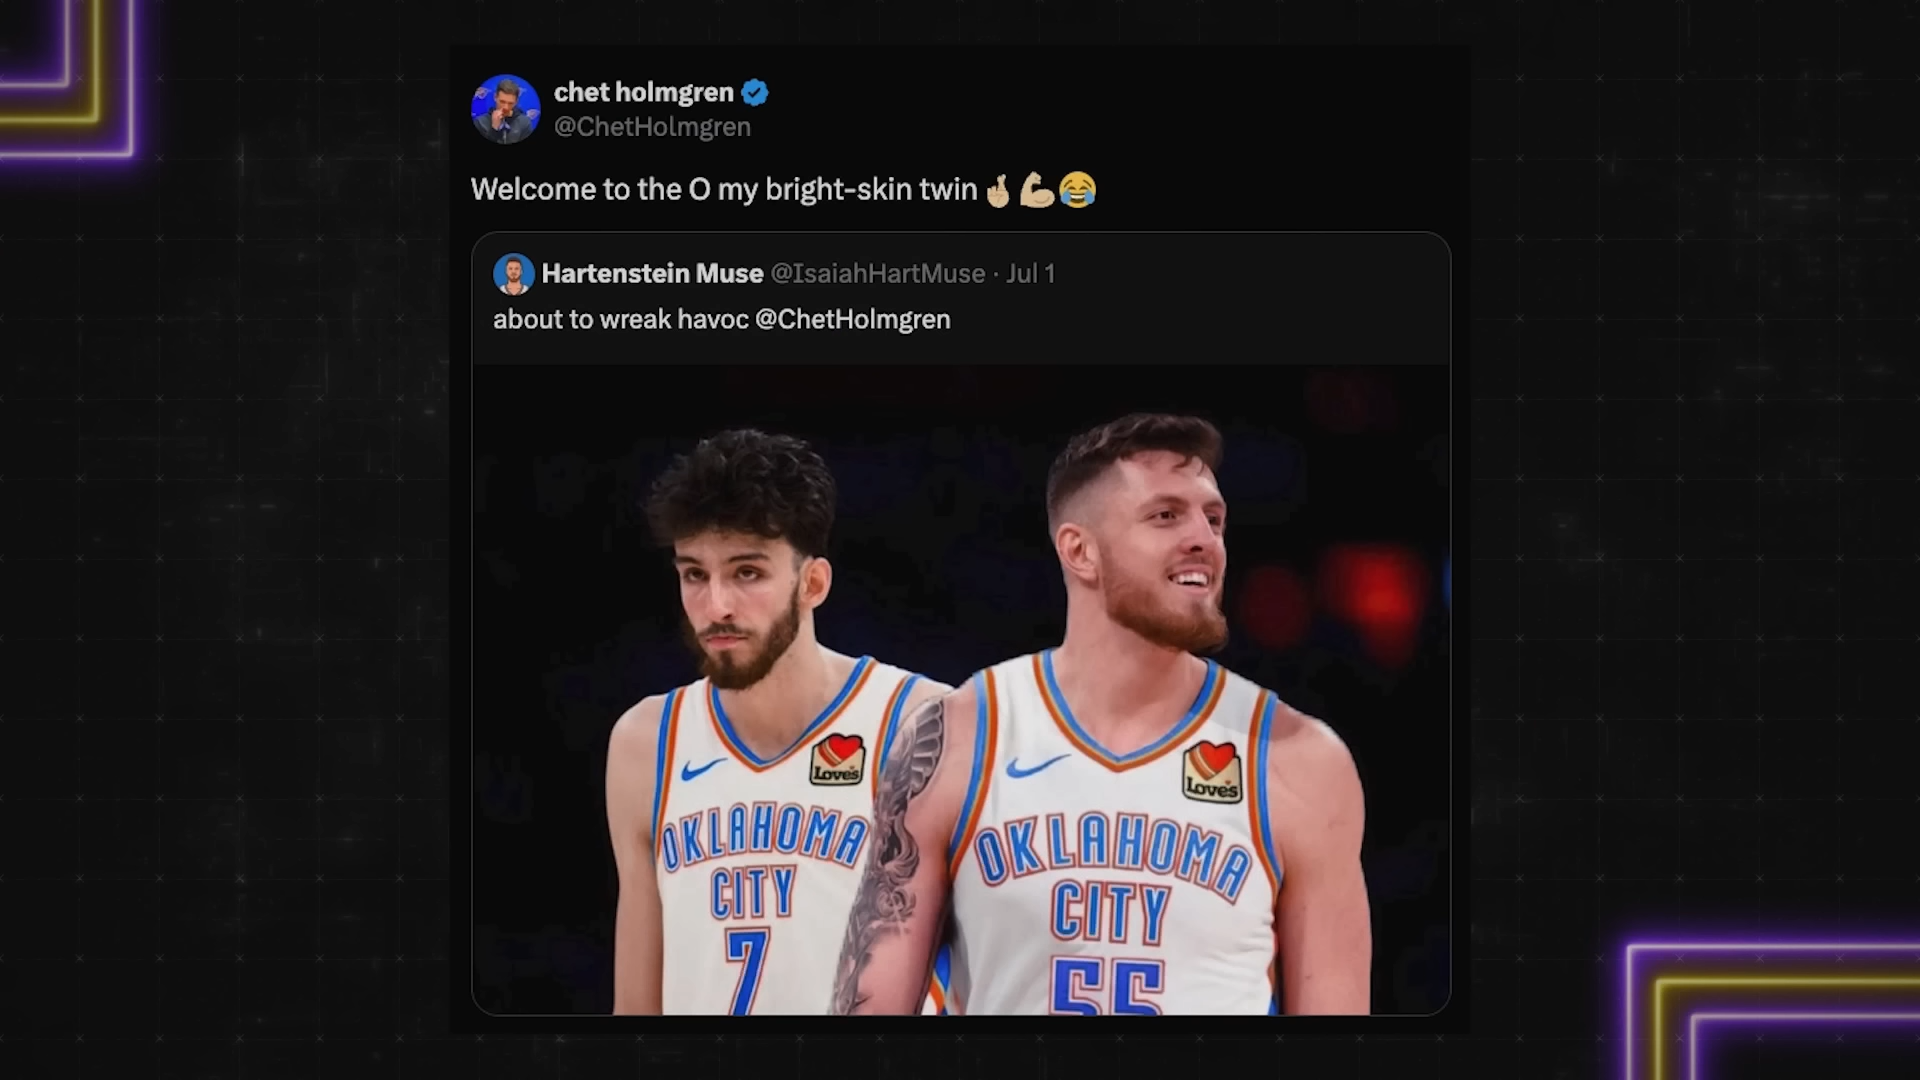 chet holmgren
@ChetHolmgren
Welcome to the O my bright-skin twin🤞🏼💪🏼😂
Hartenstein Muse @IsaiahHartMuse · Jul 1
about to wreak havoc @ChetHolmgren
Love's
Love's
OKLAHOMA
CITY
7
OKLAHOMA
CITY
55